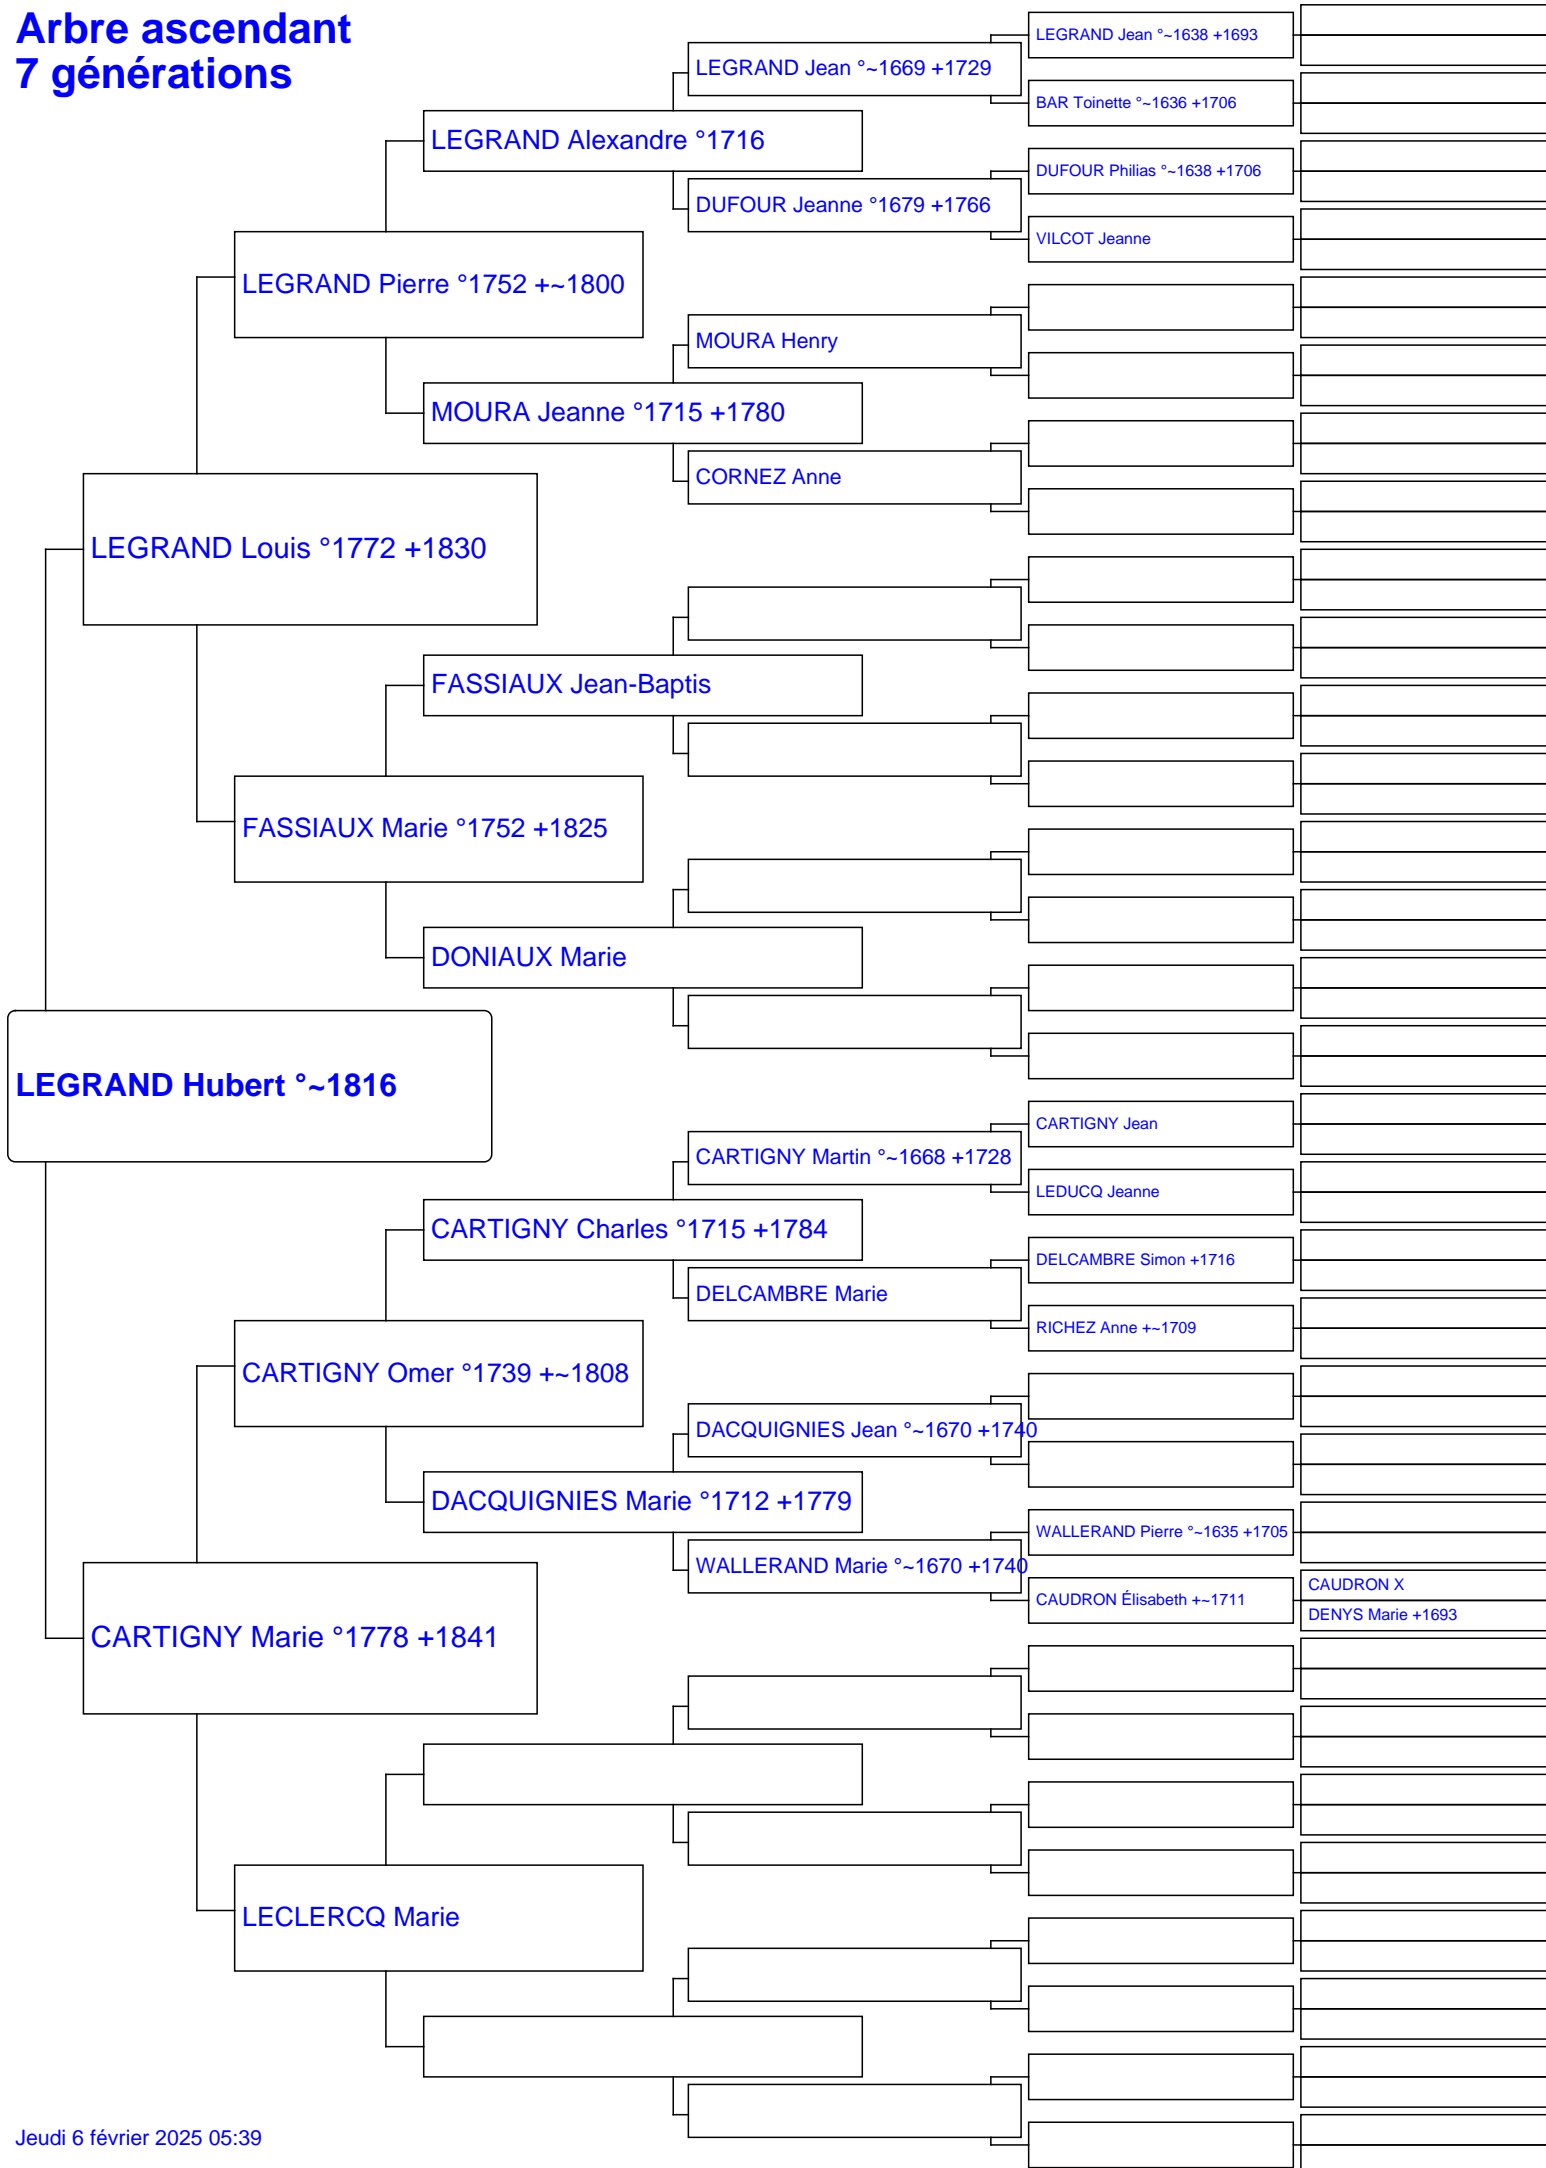 Arbre ascendant
7 générations
LEGRAND Jean °~1638 +1693
LEGRAND Jean °~1669 +1729
BAR Toinette °~1636 +1706
LEGRAND Alexandre °1716
DUFOUR Philias °~1638 +1706
DUFOUR Jeanne °1679 +1766
VILCOT Jeanne
LEGRAND Pierre °1752 +~1800
MOURA Henry
MOURA Jeanne °1715 +1780
CORNEZ Anne
LEGRAND Louis °1772 +1830
FASSIAUX Jean-Baptis
FASSIAUX Marie °1752 +1825
DONIAUX Marie
LEGRAND Hubert °~1816
CARTIGNY Jean
CARTIGNY Martin °~1668 +1728
LEDUCQ Jeanne
CARTIGNY Charles °1715 +1784
DELCAMBRE Simon +1716
DELCAMBRE Marie
RICHEZ Anne +~1709
CARTIGNY Omer °1739 +~1808
DACQUIGNIES Jean °~1670 +1740
DACQUIGNIES Marie °1712 +1779
WALLERAND Pierre °~1635 +1705
WALLERAND Marie °~1670 +1740
CAUDRON X
CAUDRON Élisabeth +~1711
DENYS Marie +1693
CARTIGNY Marie °1778 +1841
LECLERCQ Marie
Jeudi 6 février 2025 05:39